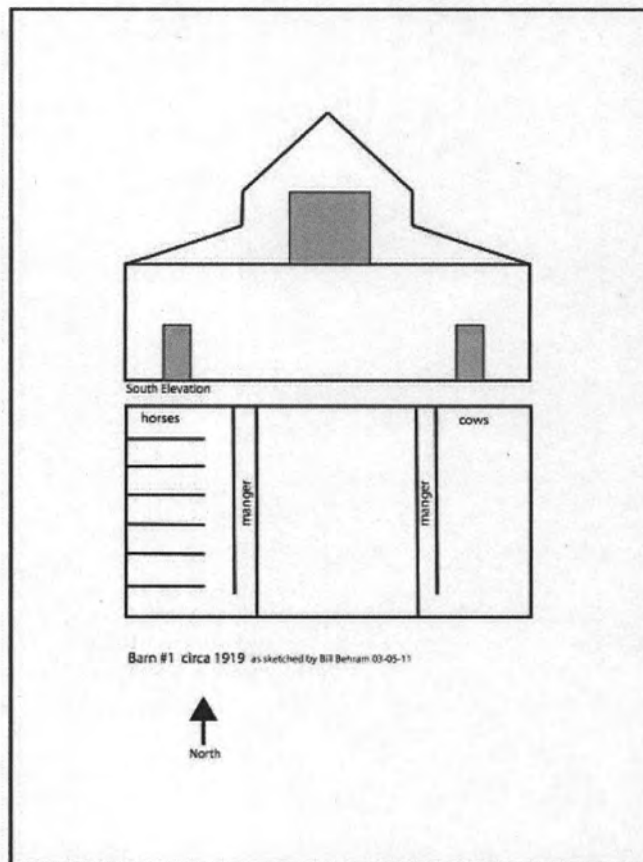 South Elevation
horses
cows
manger
manger
Barn #1 circa 1919 as sketched by Bill Behram 03-05-11
North